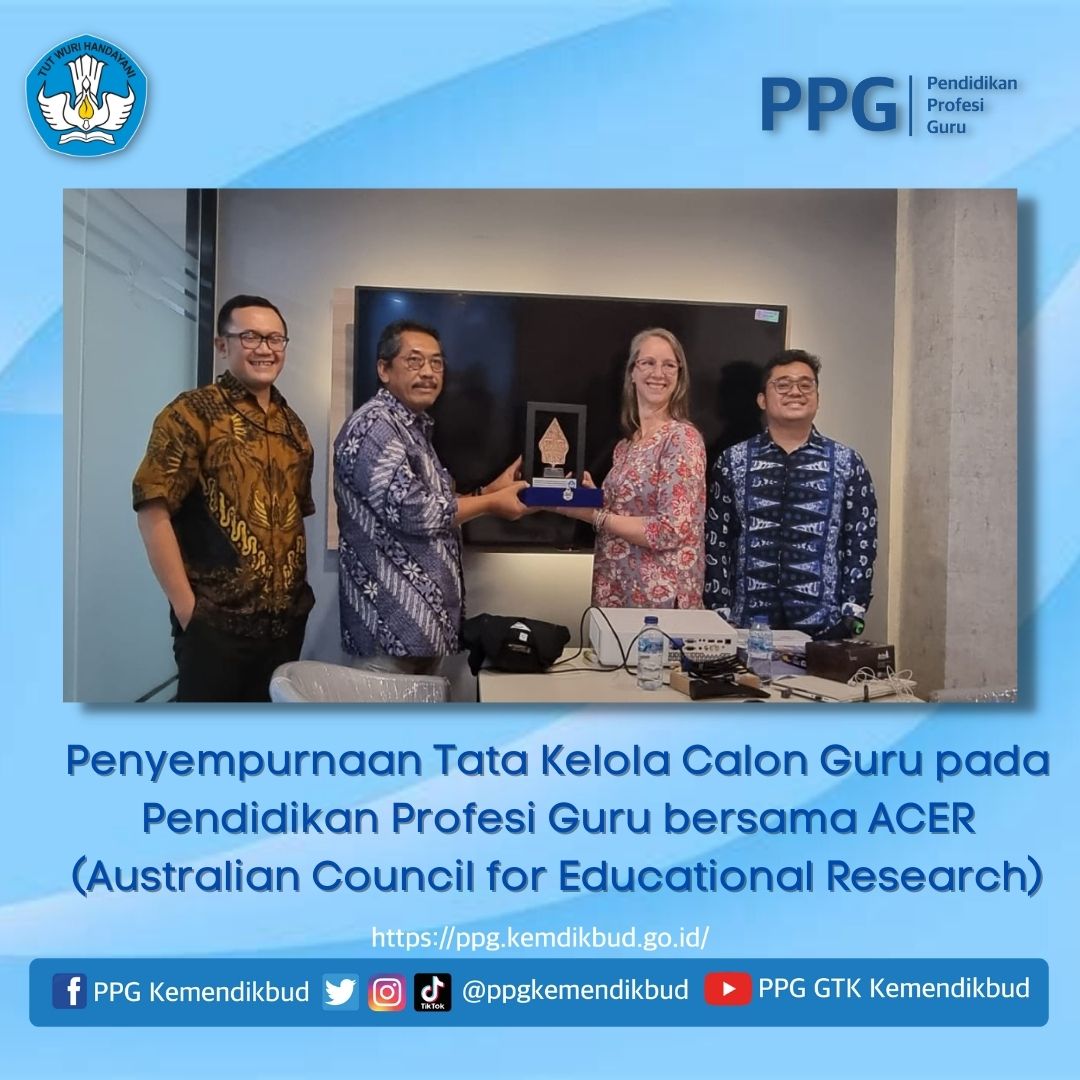 TUT WURI HANDAYANI
PPG
Pendidikan
Profesi
Guru
Penyempurnaan Tata Kelola Calon Guru pada
Pendidikan Profesi Guru bersama ACER
(Australian Council for Educational Research)
https://ppg.kemdikbud.go.id/
PPG Kemendikbud TikTok @ppgkemendikbud PPG GTK Kemendikbud